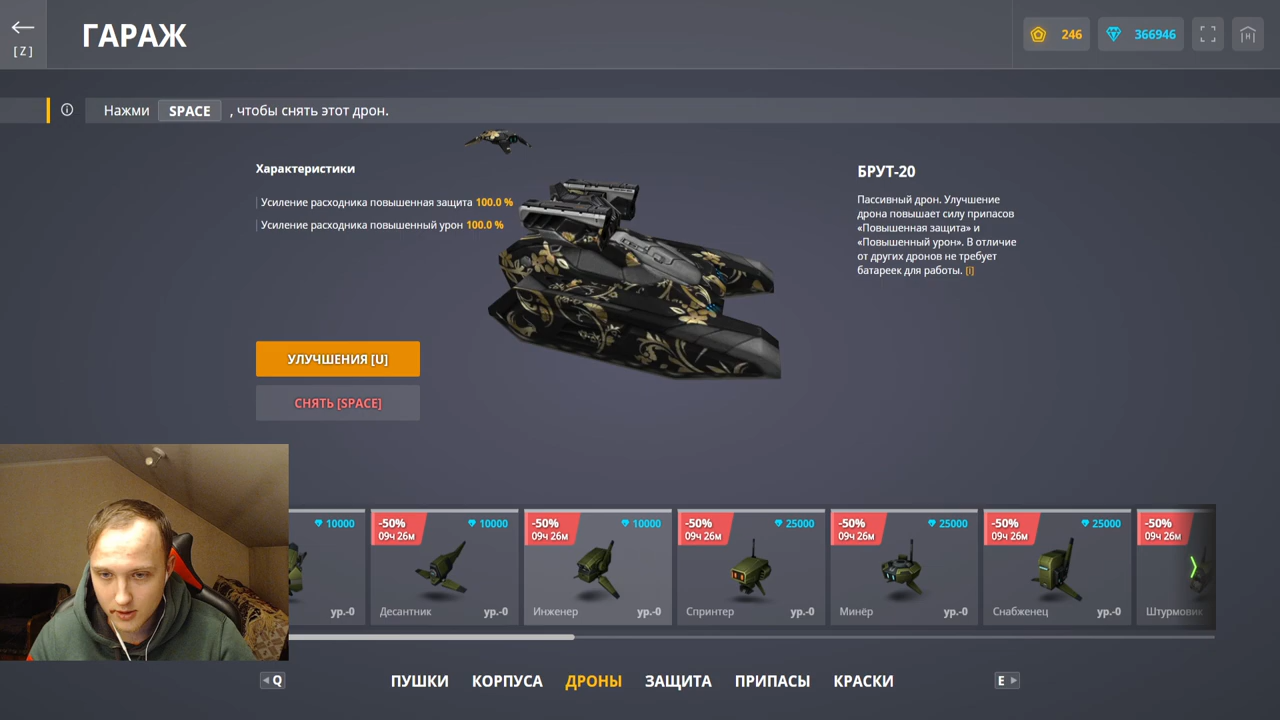 ГАРАЖ
[ Z ]
246
366946
Нажми SPACE , чтобы снять этот дрон.
Характеристики
Усиление расходника повышенная защита 100.0 %
Усиление расходника повышенный урон 100.0 %
БРУТ-20
Пассивный дрон. Улучшение
дрона повышает силу припасов
«Повышенная защита» и
«Повышенный урон». В отличие
от других дронов не требует
батареек для работы. [i]
УЛУЧШЕНИЯ [U]
СНЯТЬ [SPACE]
10000
ур.-0
-50%
09ч 26м
10000
Десантник ур.-0
-50%
09ч 26м
10000
Инженер ур.-0
-50%
09ч 26м
25000
Спринтер ур.-0
-50%
09ч 26м
25000
Минёр ур.-0
-50%
09ч 26м
25000
Снабженец ур.-0
-50%
09ч 26м
Штурмовик
Q ПУШКИ КОРПУСА ДРОНЫ ЗАЩИТА ПРИПАСЫ КРАСКИ E